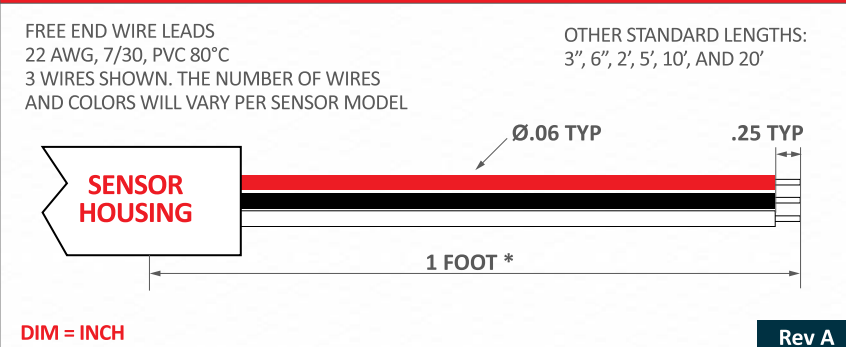 FREE END WIRE LEADS
22 AWG, 7/30, PVC 80°C
3 WIRES SHOWN. THE NUMBER OF WIRES
AND COLORS WILL VARY PER SENSOR MODEL
OTHER STANDARD LENGTHS:
3”, 6”, 2’, 5’, 10’, AND 20’
Ø.06 TYP
.25 TYP
SENSOR
HOUSING
1 FOOT *
DIM = INCH
Rev A